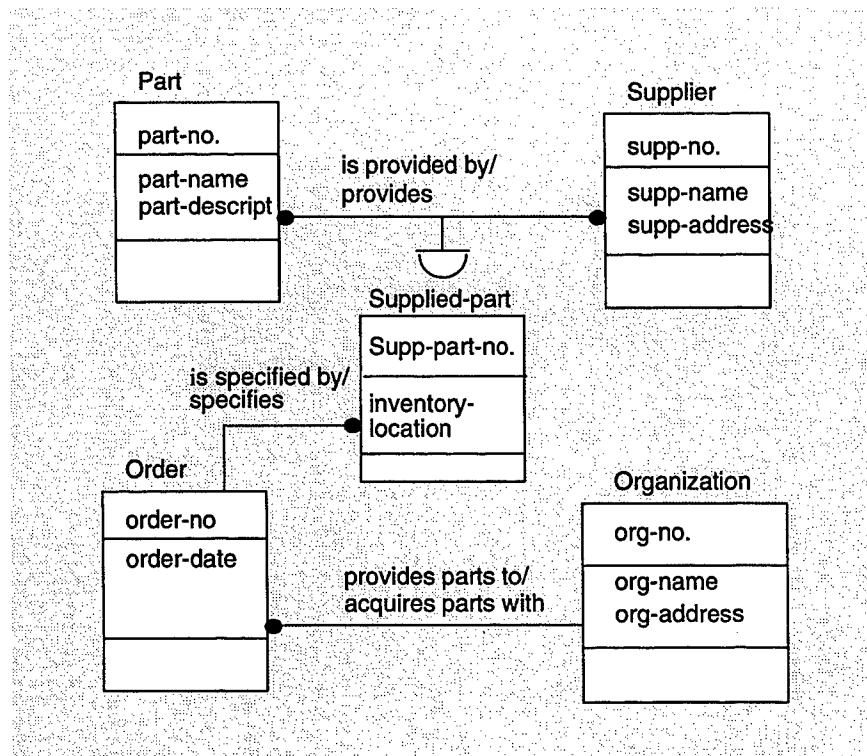 Part
part-no.
part-name
part-descript
is provided by/
provides
Supplier
supp-no.
supp-name
supp-address
Supplied-part
Supp-part-no.
inventory-
location
is specified by/
specifies
Order
order-no
order-date
provides parts to/
acquires parts with
Organization
org-no.
org-name
org-address